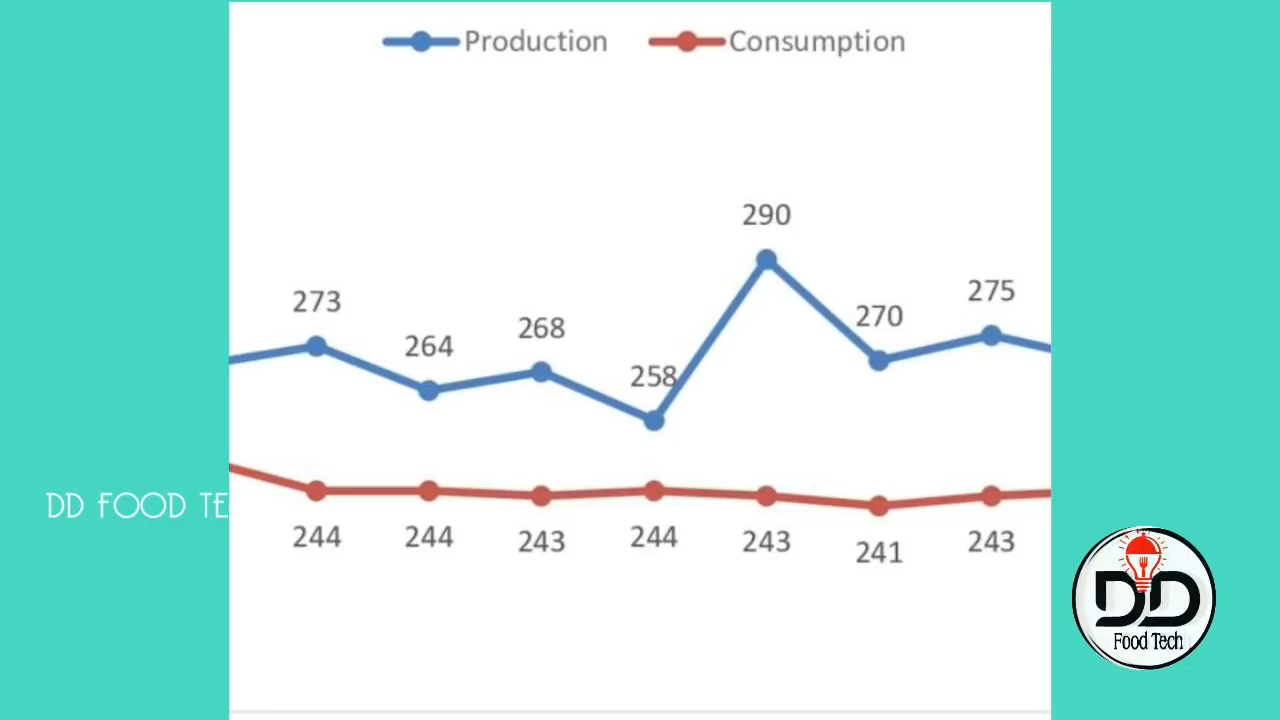 Production Consumption
290
273
264
268
258
270
275
244 244 243 244 243 241 243
DD FOOD TE
DD
Food Tech